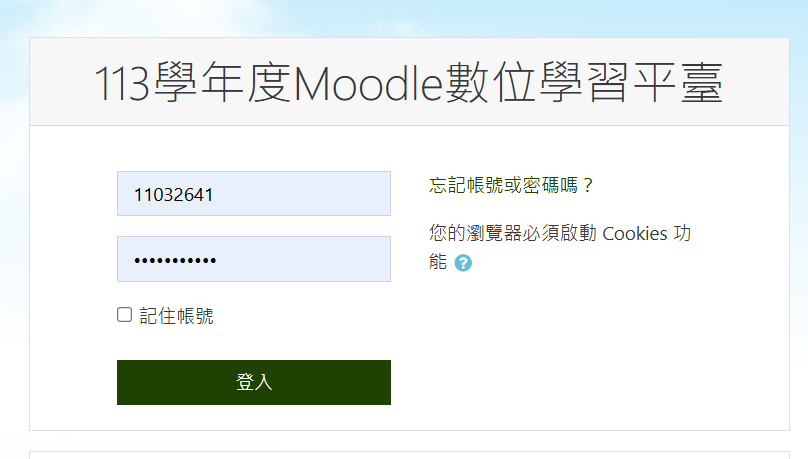 113學年度Moodle數位學習平臺
11032641
忘記帳號或密碼嗎？
您的瀏覽器必須啟動 Cookies 功
能
•••••••••••
記住帳號
登入